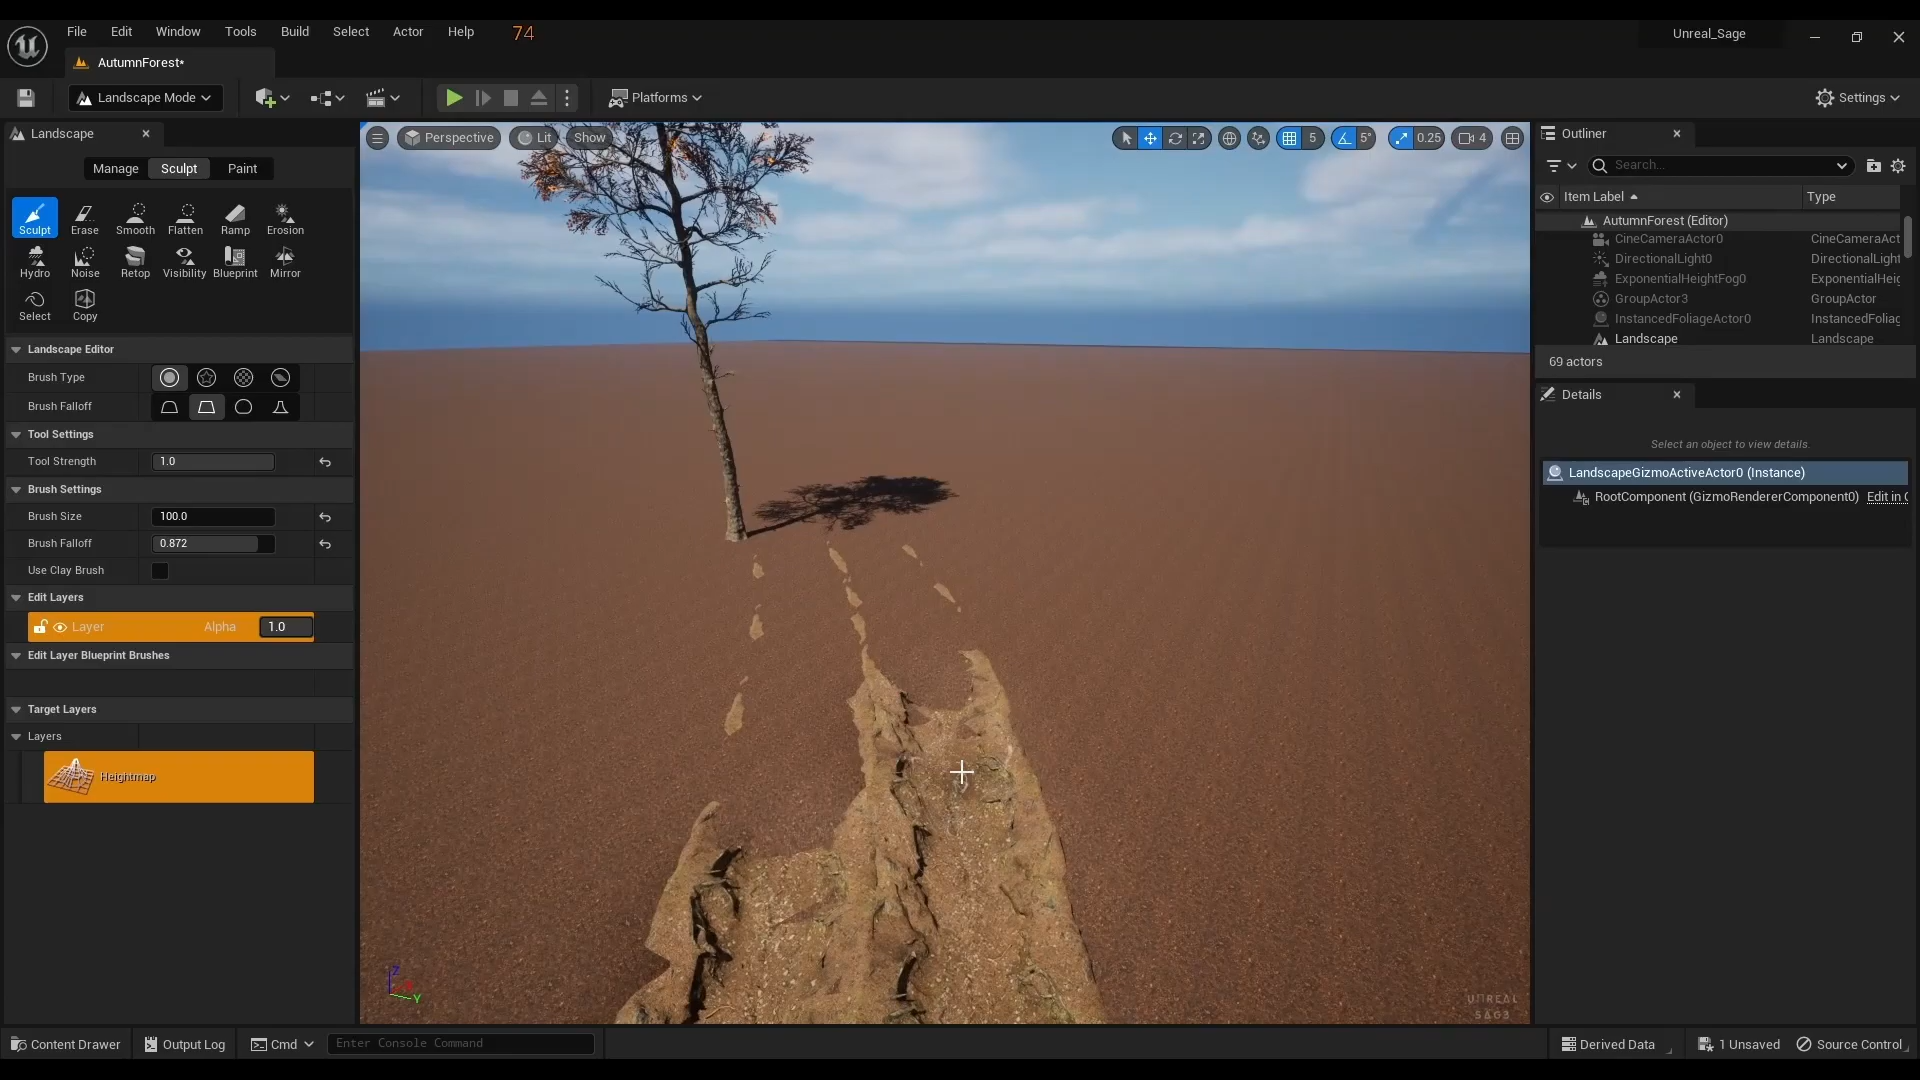 File Edit Window Tools Build Select Actor Help 74
Unreal_Sage
AutumnForest*
Landscape Mode
Platforms
Settings
Landscape
Manage Sculpt Paint
Sculpt Erase Smooth Flatten Ramp Erosion
Hydro Noise Retop Visibility Blueprint Mirror
Select Copy
Landscape Editor
Brush Type
Brush Falloff
Tool Settings
Tool Strength 1.0
Brush Settings
Brush Size 100.0
Brush Falloff 0.872
Use Clay Brush
Edit Layers
Layer Alpha 1.0
Edit Layer Blueprint Brushes
Target Layers
Layers
Heightmap
Perspective Lit Show
5 5° 0.25 4
Z
Y
UNREAL
SAG3
Outliner
Search...
Item Label Type
AutumnForest (Editor)
CineCameraActor0 CineCameraAct
DirectionalLight0 DirectionalLight
ExponentialHeightFog0 ExponentialHeig
GroupActor3 GroupActor
InstancedFoliageActor0 InstancedFoliag
Landscape Landscape
69 actors
Details
Select an object to view details.
LandscapeGizmoActiveActor0 (Instance)
RootComponent (GizmoRendererComponent0) Edit in C
Content Drawer Output Log Cmd Enter Console Command
Derived Data 1 Unsaved Source Control